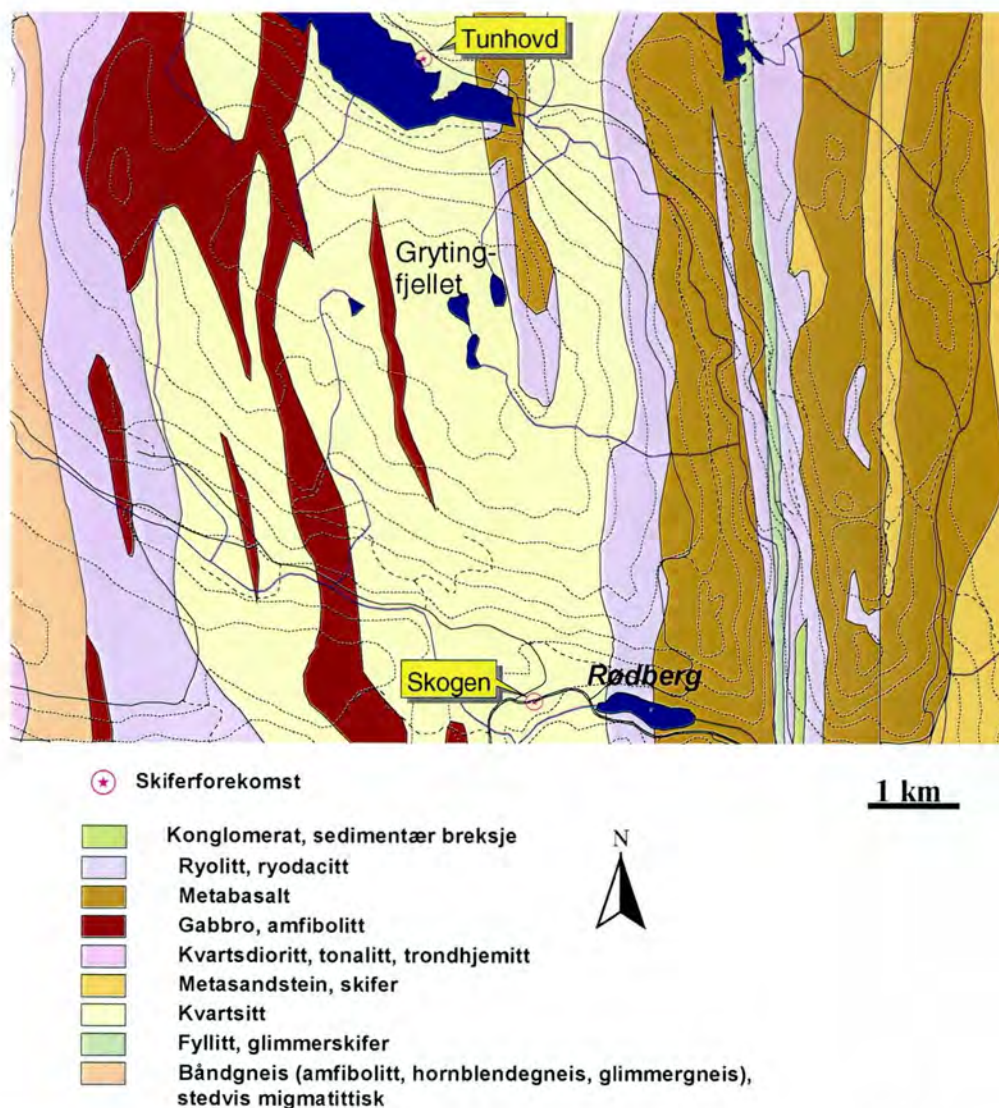 Tunhovd
Gryting-
fjellet
Skogen
Rødberg
Skiferforekomst
1 km
Konglomerat, sedimentær breksje
N
Ryolitt, ryodacitt
Metabasalt
Gabbro, amfibolitt
Kvartsdioritt, tonalitt, trondhjemitt
Metasandstein, skifer
Kvartsitt
Fyllitt, glimmerskifer
Båndgneis (amfibolitt, hornblendegneis, glimmergneis),
stedvis migmatittisk